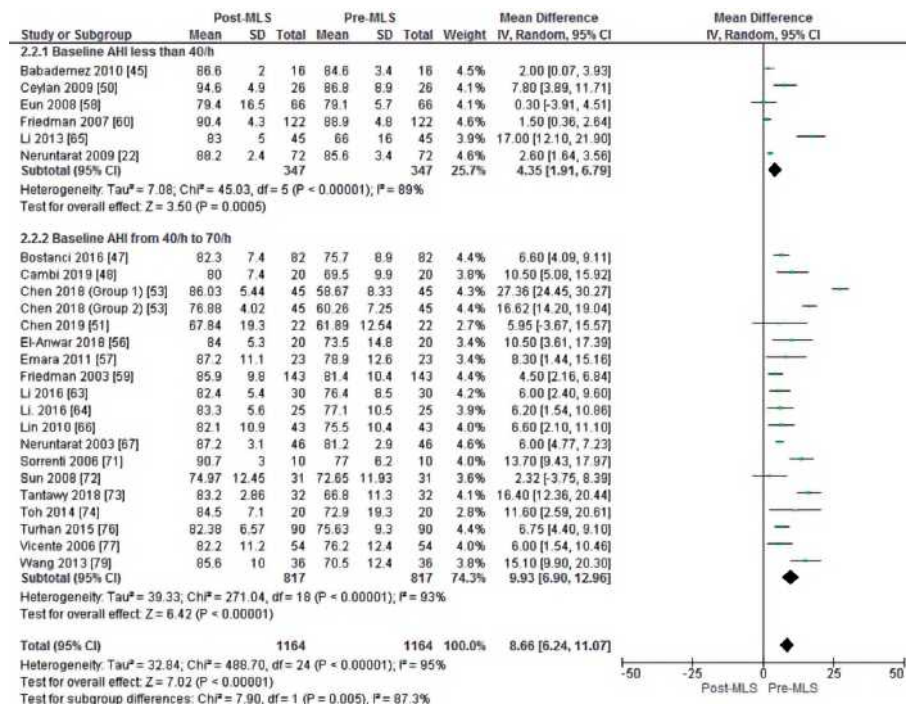 Post-MLS Pre-MLS Mean Difference Mean Difference
Study or Subgroup Mean SD Total Mean SD Total Weight IV, Random, 95% CI IV, Random, 95% CI
2.2.1 Baseline AHI less than 40/h
Babademez 2010 [45] 86.6 2 16 84.6 3.4 16 4.5% 2.00 [0.07, 3.93]
Ceylan 2009 [50] 94.6 4.9 26 86.8 8.9 26 4.1% 7.80 [3.89, 11.71]
Eun 2008 [58] 79.4 16.5 66 79.1 5.7 66 4.0% 0.30 [-3.91, 4.51]
Friedman 2007 [60] 90.4 4.3 122 88.9 4.8 122 4.6% 1.50 [0.36, 2.64]
Li 2013 [65] 83 5 45 66 16 45 3.9% 17.00 [12.10, 21.90]
Neruntarat 2009 [22] 88.2 2.4 72 85.6 3.4 72 4.6% 2.60 [1.64, 3.56]
Subtotal (95% CI) 347 347 25.7% 4.35 [1.91, 6.79]
Heterogeneity: Tau² = 7.08; Chi² = 45.03, df = 5 (P < 0.00001); I² = 89%
Test for overall effect: Z = 3.50 (P = 0.0005)
2.2.2 Baseline AHI from 40/h to 70/h
Bostanci 2016 [47] 82.3 7.4 82 75.7 8.9 82 4.4% 6.60 [4.09, 9.11]
Cambi 2019 [48] 80 7.4 20 69.5 9.9 20 3.8% 10.50 [5.08, 15.92]
Chen 2018 (Group 1) [53] 86.03 5.44 45 58.67 8.33 45 4.3% 27.36 [24.45, 30.27]
Chen 2018 (Group 2) [53] 76.88 4.02 45 60.26 7.25 45 4.4% 16.62 [14.20, 19.04]
Chen 2019 [51] 67.84 19.3 22 61.89 12.54 22 2.7% 5.95 [-3.67, 15.57]
El-Anwar 2018 [56] 84 5.3 20 73.5 14.8 20 3.4% 10.50 [3.61, 17.39]
Emara 2011 [57] 87.2 11.1 23 78.9 12.6 23 3.4% 8.30 [1.44, 15.16]
Friedman 2003 [59] 85.9 9.8 143 81.4 10.4 143 4.4% 4.50 [2.16, 6.84]
Li 2016 [63] 82.4 5.4 30 76.4 8.5 30 4.2% 6.00 [2.40, 9.60]
Li. 2016 [64] 83.3 5.6 25 77.1 10.5 25 4.0% 6.20 [1.54, 10.86]
Lin 2010 [66] 82.1 10.9 43 75.5 10.4 43 4.0% 6.60 [2.10, 11.10]
Neruntarat 2003 [67] 87.2 3.1 46 81.2 2.9 46 4.6% 6.00 [4.77, 7.23]
Sorrenti 2006 [71] 90.7 3 10 77 6.2 10 4.0% 13.70 [9.43, 17.97]
Sun 2008 [72] 74.97 12.45 31 72.65 11.93 31 3.6% 2.32 [-3.75, 8.39]
Tantawy 2018 [73] 83.2 2.86 32 66.8 11.3 32 4.1% 16.40 [12.36, 20.44]
Toh 2014 [74] 84.5 7.1 20 72.9 19.3 20 2.8% 11.60 [2.59, 20.61]
Turhan 2015 [76] 82.38 6.57 90 75.63 9.3 90 4.4% 6.75 [4.40, 9.10]
Vicente 2006 [77] 82.2 11.2 54 76.2 12.4 54 4.0% 6.00 [1.54, 10.46]
Wang 2013 [79] 85.6 10 36 70.5 12.4 36 3.8% 15.10 [9.90, 20.30]
Subtotal (95% CI) 817 817 74.3% 9.93 [6.90, 12.96]
Heterogeneity: Tau² = 39.33; Chi² = 271.04, df = 18 (P < 0.00001); I² = 93%
Test for overall effect: Z = 6.42 (P < 0.00001)
Total (95% CI) 1164 1164 100.0% 8.66 [6.24, 11.07]
Heterogeneity: Tau² = 32.84; Chi² = 488.70, df = 24 (P < 0.00001); I² = 95%
Test for overall effect: Z = 7.02 (P < 0.00001)
Test for subgroup differences: Chi² = 7.90, df = 1 (P = 0.005), I² = 87.3%
-50 -25 0 25 50
Post-MLS Pre-MLS